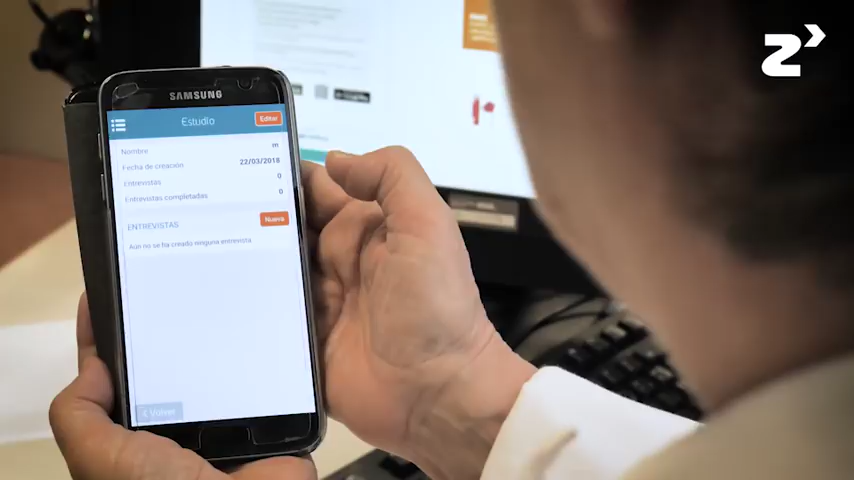 SAMSUNG
Estudio
Editar
Nombre
m
Fecha de creación
22/03/2018
Entrevistas
0
Entrevistas completadas
0
ENTREVISTAS
Nueva
Aún no se ha creado ninguna entrevista
Volver
z